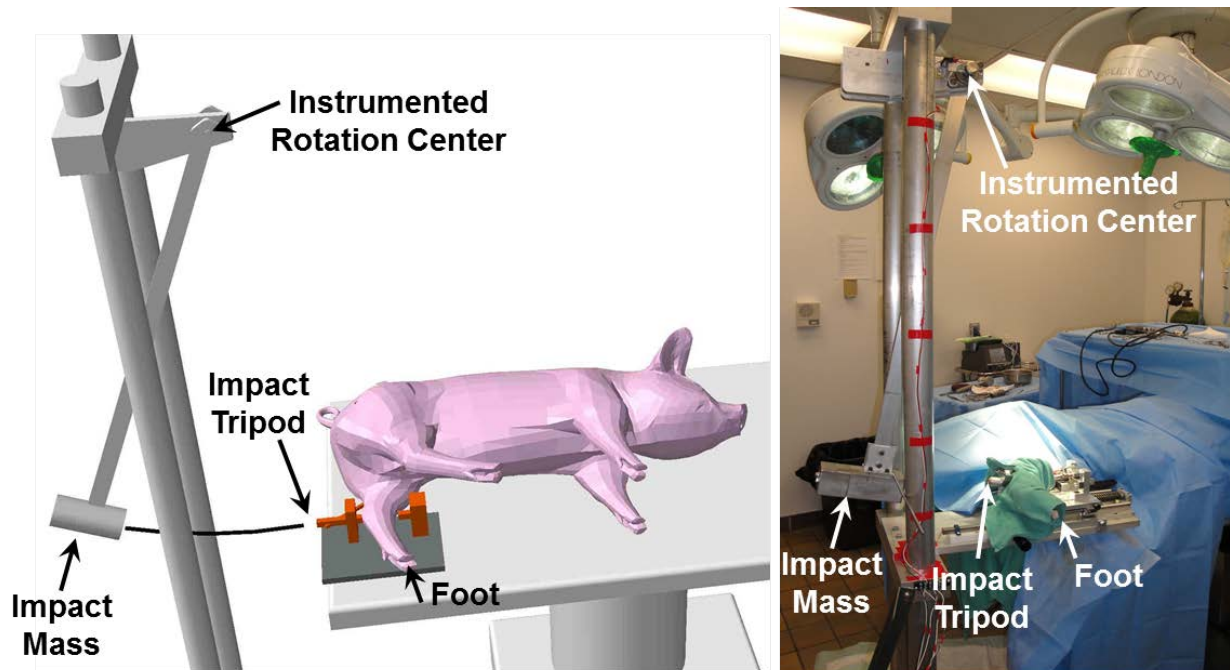 Instrumented
Rotation Center
Impact
Tripod
Impact
Mass
Foot
Instrumented
Rotation Center
Impact
Mass
Impact
Tripod
Foot